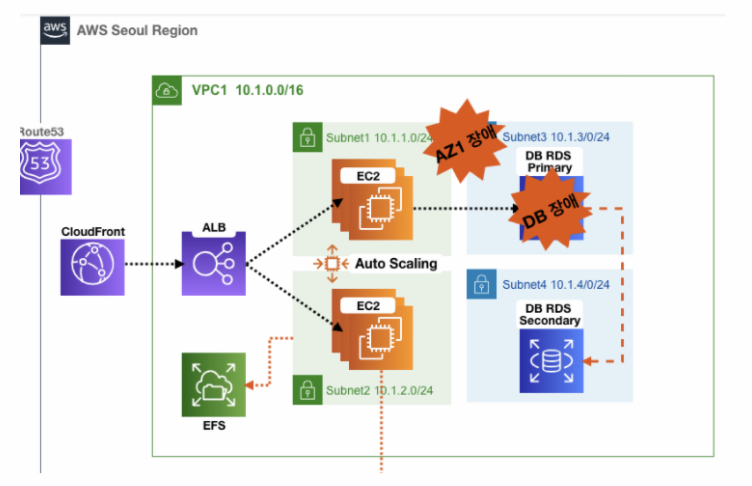 aws
AWS Seoul Region
VPC1 10.1.0.0/16
Route53
53
Subnet1 10.1.1.0/24
AZ1 장애
Subnet3 10.1.3/0/24
EC2
DB RDS
Primary
DB 장애
CloudFront
ALB
Auto Scaling
Subnet4 10.1.4/0/24
EC2
DB RDS
Secondary
Subnet2 10.1.2.0/24
EFS